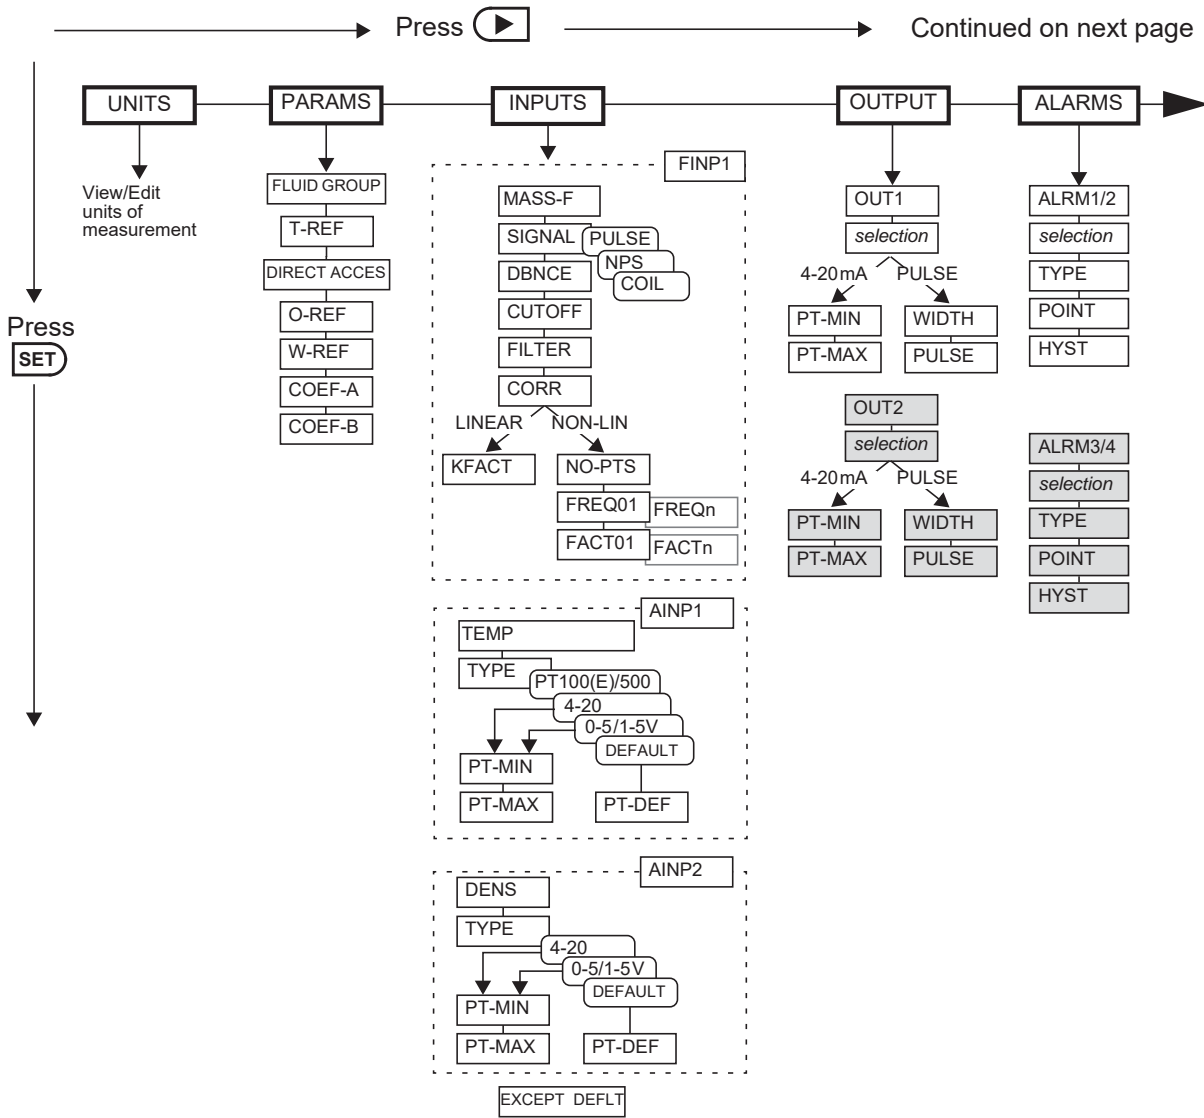 Press
Continued on next page
UNITS
PARAMS
INPUTS
OUTPUT
ALARMS
Press
SET
View/Edit
units of
measurement
FLUID GROUP
T-REF
DIRECT ACCES
O-REF
W-REF
COEF-A
COEF-B
FINP1
MASS-F
SIGNAL
PULSE
NPS
COIL
DBNCE
CUTOFF
FILTER
CORR
LINEAR
NON-LIN
KFACT
NO-PTS
FREQ01
FREQn
FACT01
FACTn
AINP1
TEMP
TYPE
PT100(E)/500
4-20
0-5/1-5V
DEFAULT
PT-MIN
PT-MAX
PT-DEF
AINP2
DENS
TYPE
4-20
0-5/1-5V
DEFAULT
PT-MIN
PT-MAX
PT-DEF
EXCEPT DEFLT
OUT1
selection
4-20mA
PULSE
PT-MIN
WIDTH
PT-MAX
PULSE
OUT2
selection
4-20mA
PULSE
PT-MIN
WIDTH
PT-MAX
PULSE
ALRM1/2
selection
TYPE
POINT
HYST
ALRM3/4
selection
TYPE
POINT
HYST